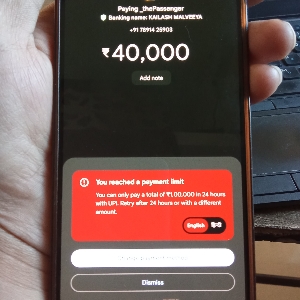 Paying _thePassenger
Banking name: KAILASH MALVEEYA
+91 78914 25903
₹40,000
Add note
You reached a payment limit
You can only pay a total of ₹1,00,000 in 24 hours
with UPI. Retry after 24 hours or with a different
amount.
English हिन्दी
Dismiss